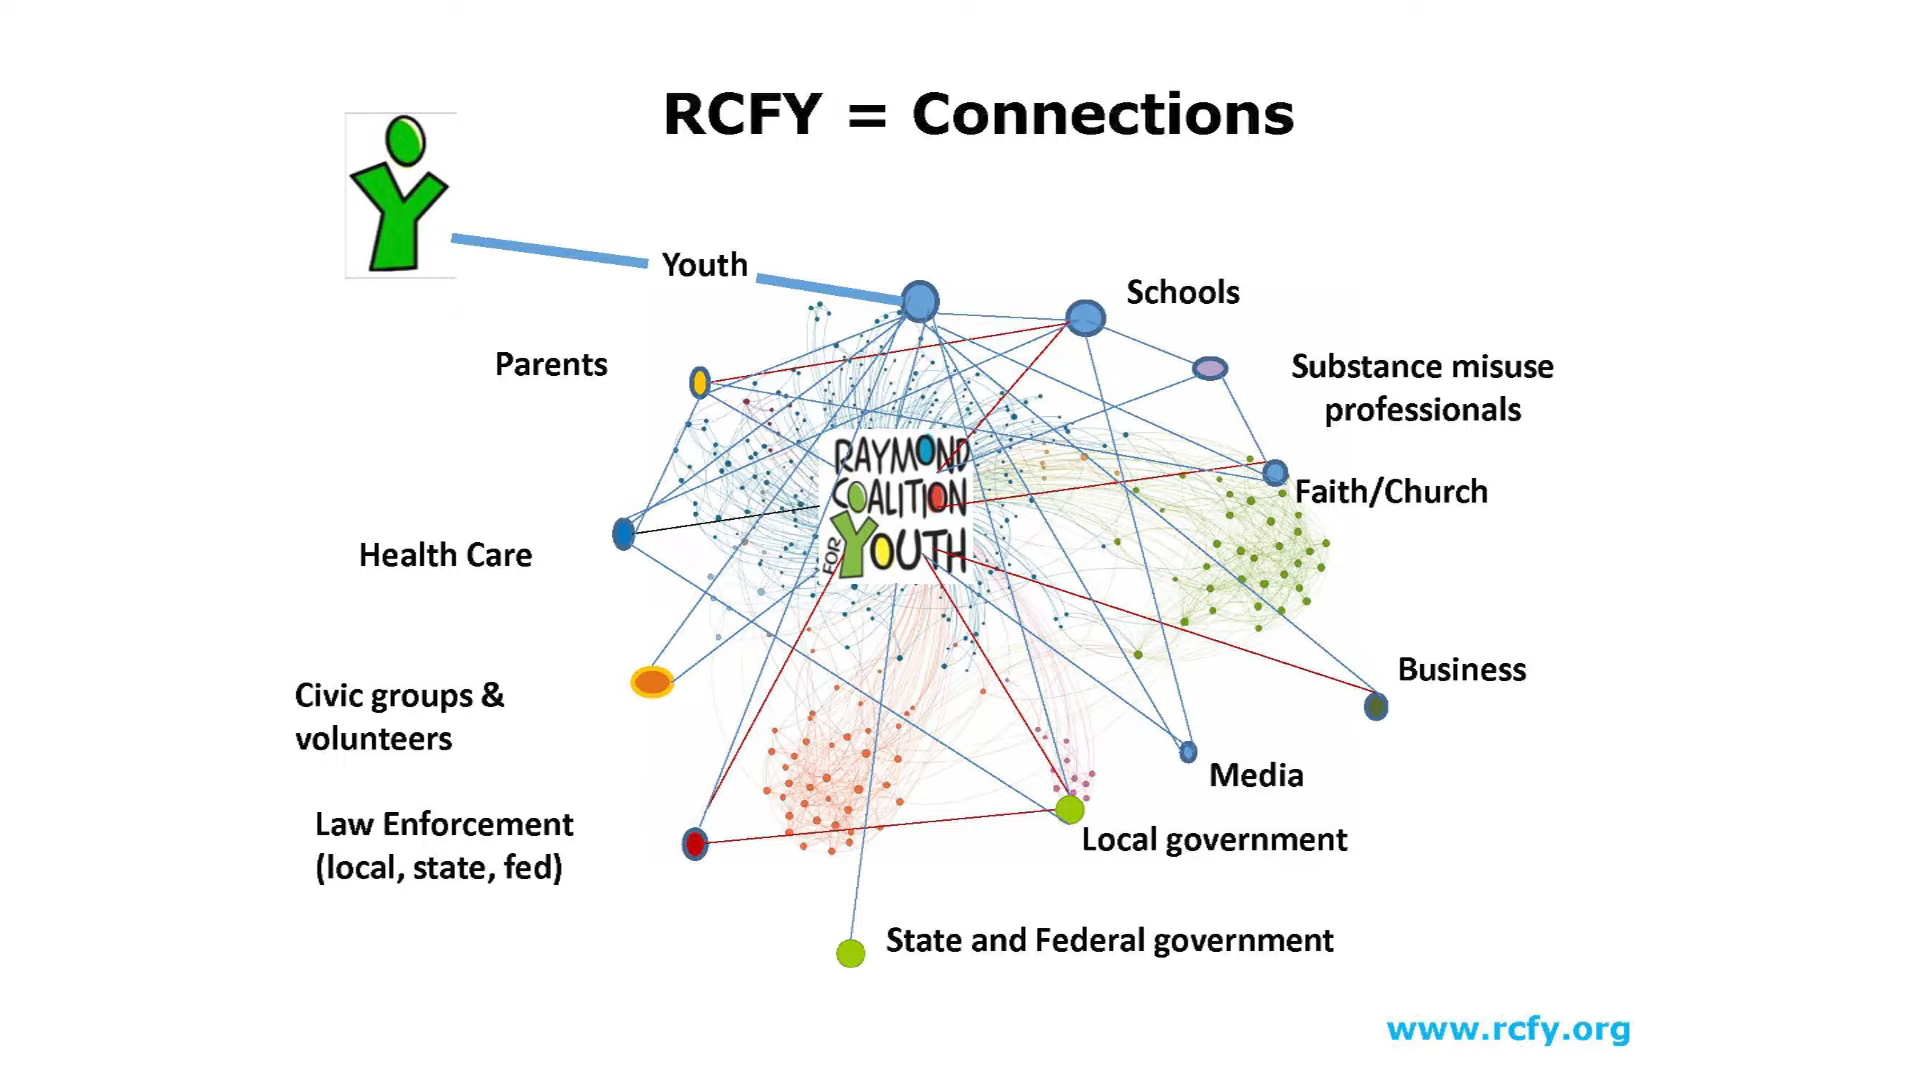 RCFY = Connections
Youth
Schools
Parents
Substance misuse
professionals
RAYMOND
COALITION
FOR YOUTH
Faith/Church
Health Care
Business
Civic groups &
volunteers
Media
Law Enforcement
(local, state, fed)
Local government
State and Federal government
www.rcfy.org